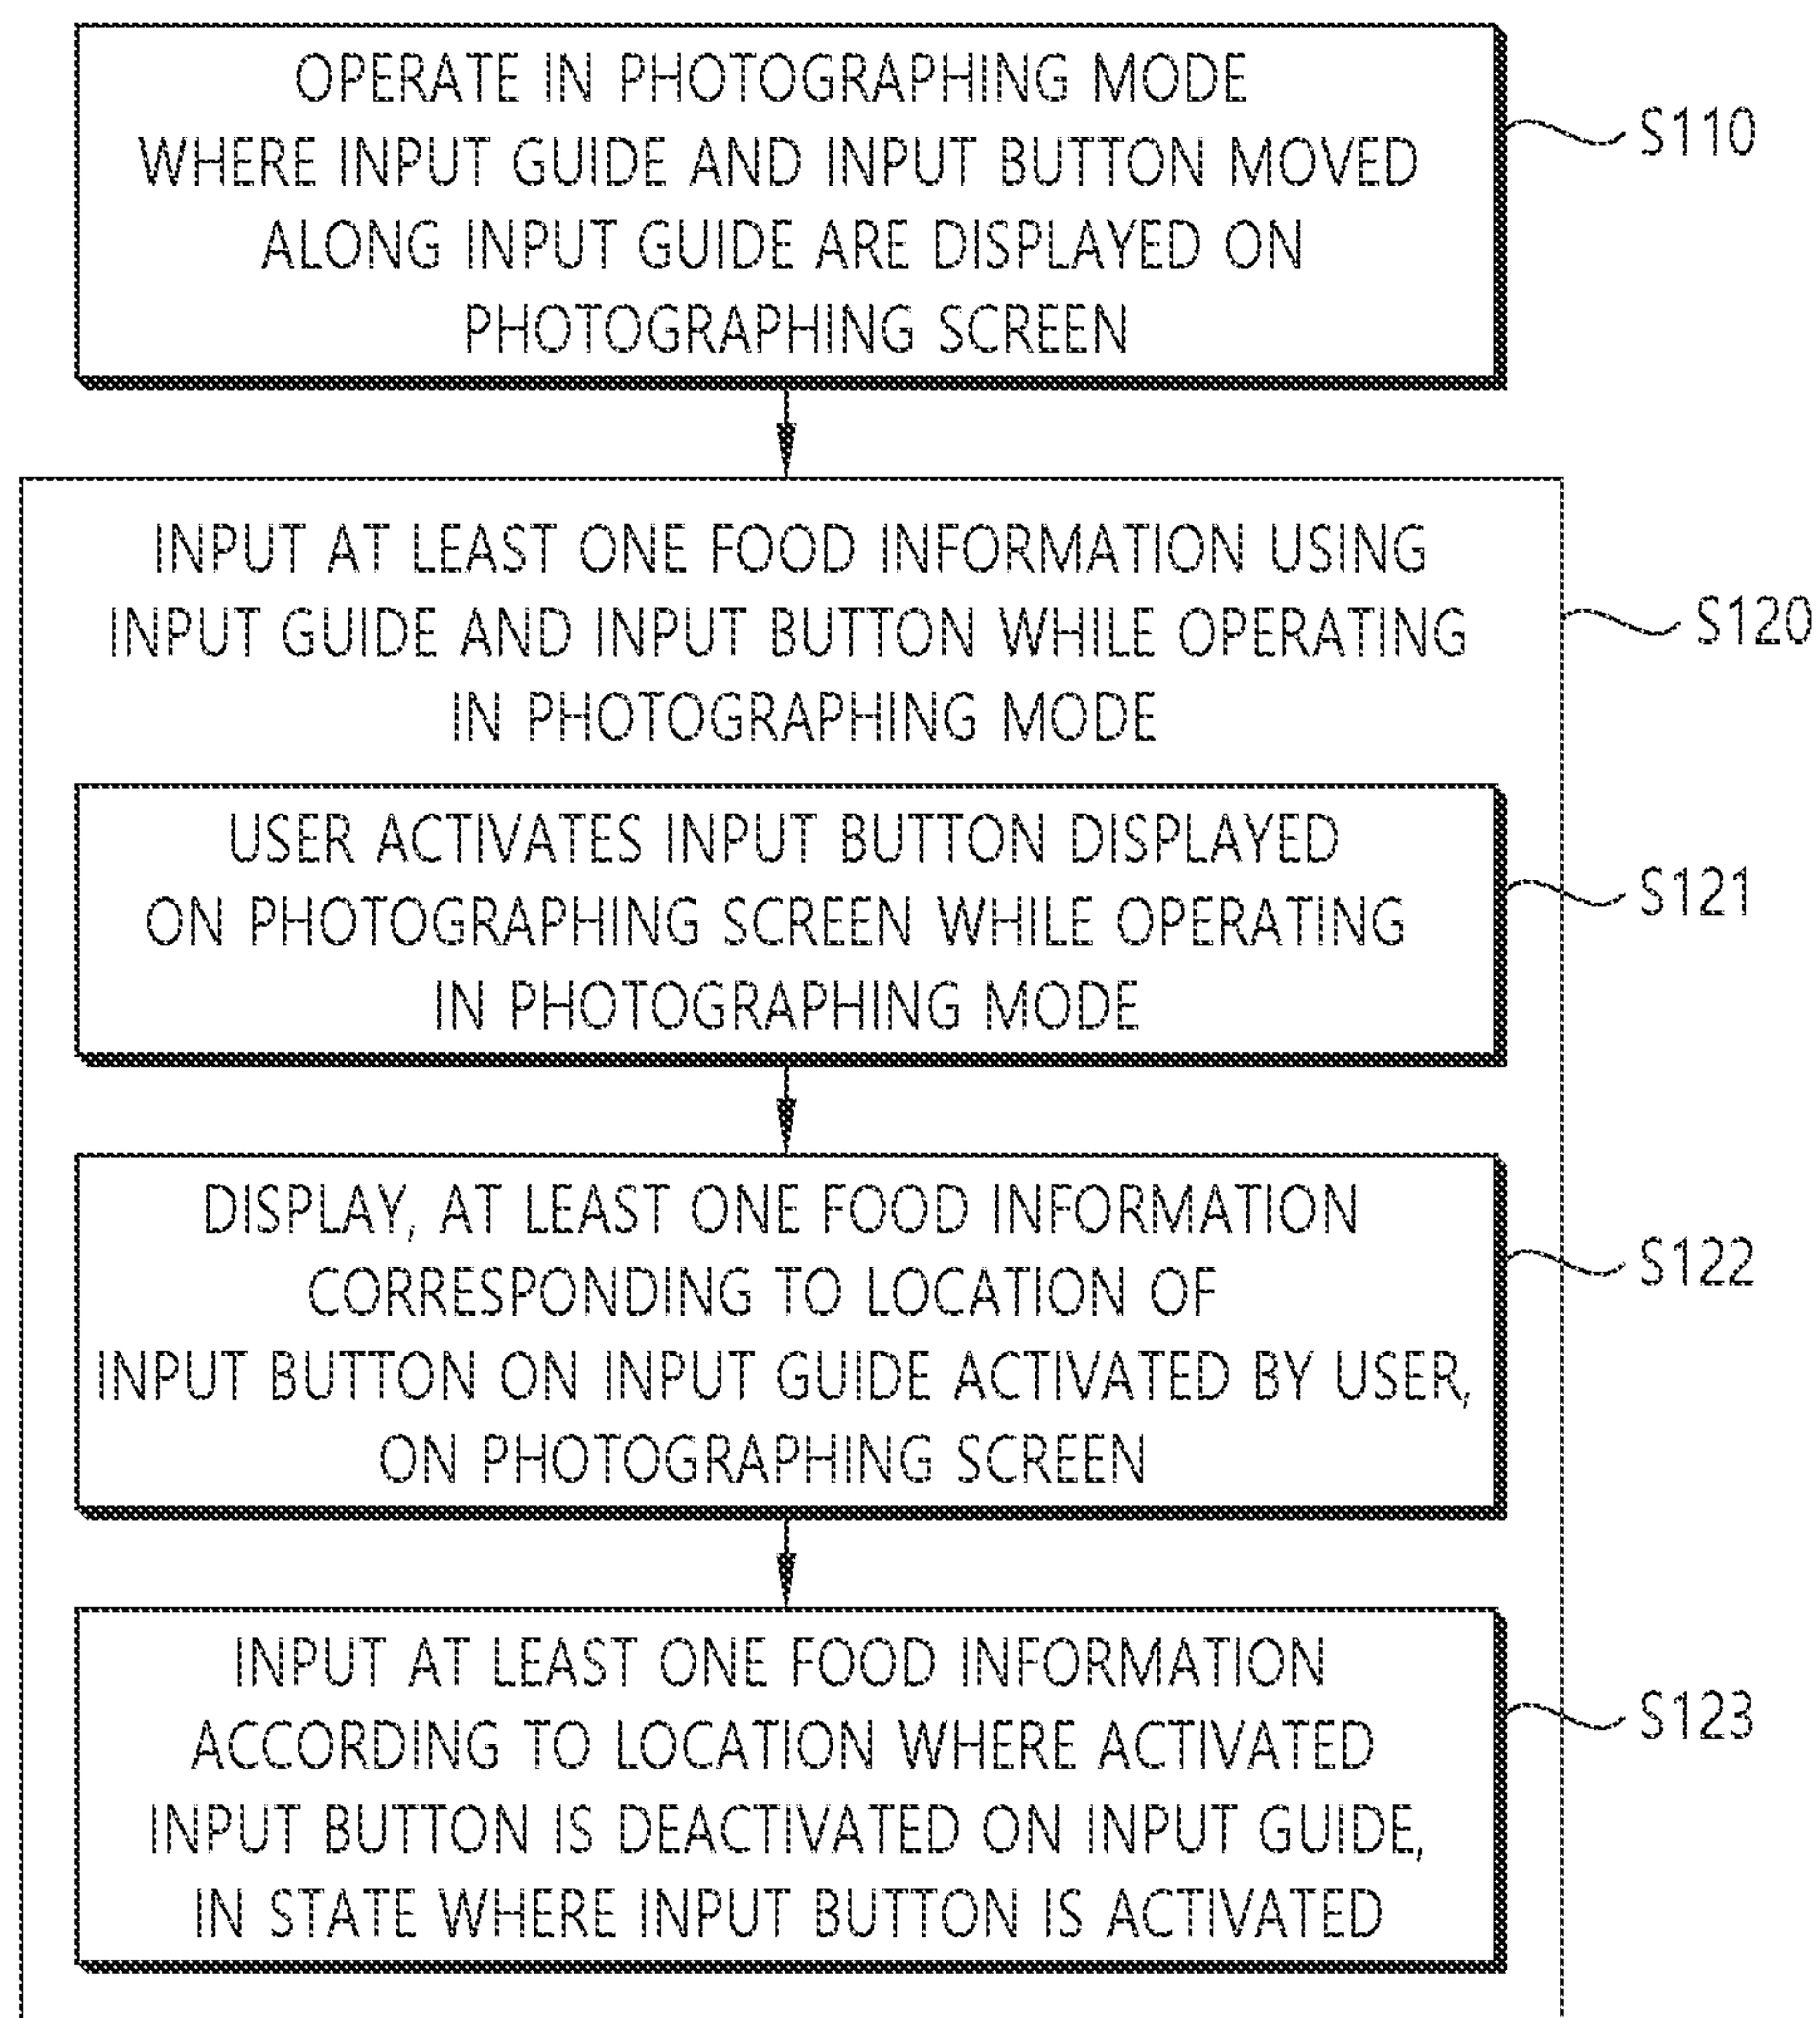 OPERATE IN PHOTOGRAPHING MODE
WHERE INPUT GUIDE AND INPUT BUTTON MOVED
ALONG INPUT GUIDE ARE DISPLAYED ON
PHOTOGRAPHING SCREEN
S110
INPUT AT LEAST ONE FOOD INFORMATION USING
INPUT GUIDE AND INPUT BUTTON WHILE OPERATING
IN PHOTOGRAPHING MODE
S120
USER ACTIVATES INPUT BUTTON DISPLAYED
ON PHOTOGRAPHING SCREEN WHILE OPERATING
IN PHOTOGRAPHING MODE
S121
DISPLAY, AT LEAST ONE FOOD INFORMATION
CORRESPONDING TO LOCATION OF
INPUT BUTTON ON INPUT GUIDE ACTIVATED BY USER,
ON PHOTOGRAPHING SCREEN
S122
INPUT AT LEAST ONE FOOD INFORMATION
ACCORDING TO LOCATION WHERE ACTIVATED
INPUT BUTTON IS DEACTIVATED ON INPUT GUIDE,
IN STATE WHERE INPUT BUTTON IS ACTIVATED
S123